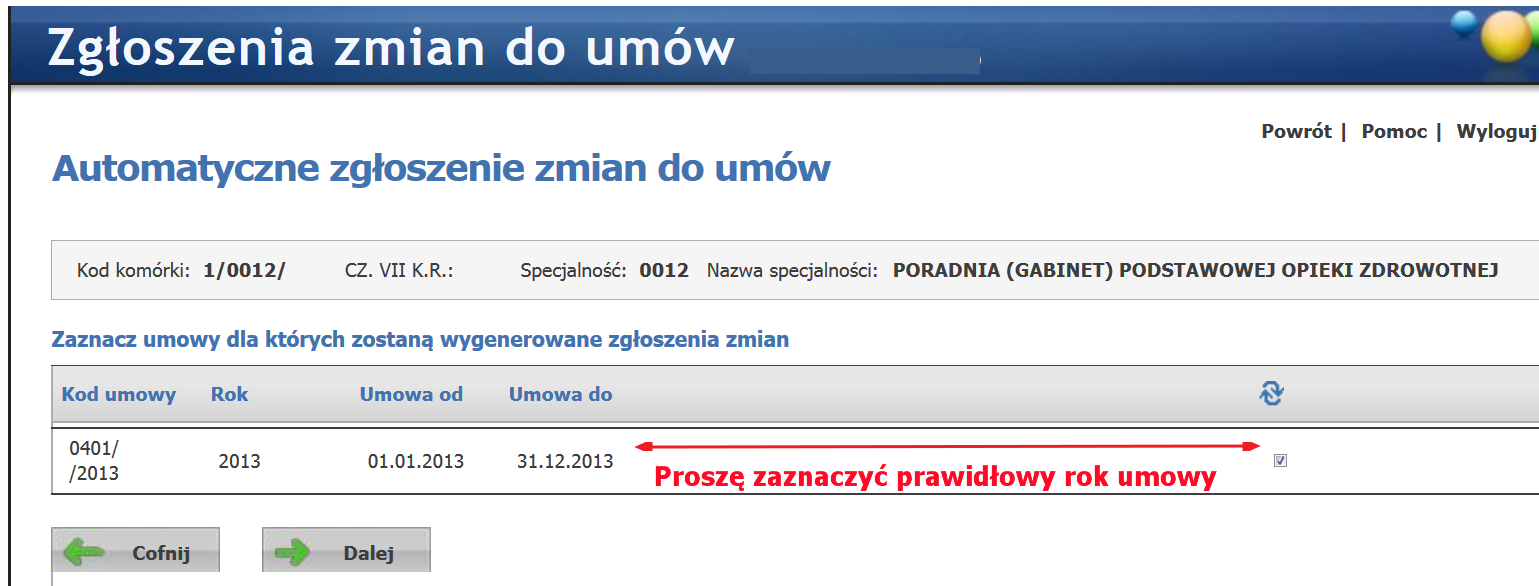 Zgłoszenia zmian do umów
Powrót | Pomoc | Wyloguj
Automatyczne zgłoszenie zmian do umów
Kod komórki: 1/0012/ CZ. VII K.R.: Specjalność: 0012 Nazwa specjalności: PORADNIA (GABINET) PODSTAWOWEJ OPIEKI ZDROWOTNEJ
Zaznacz umowy dla których zostaną wygenerowane zgłoszenia zmian
Kod umowy Rok Umowa od Umowa do
0401/
/2013 2013 01.01.2013 31.12.2013
Proszę zaznaczyć prawidłowy rok umowy
Cofnij Dalej